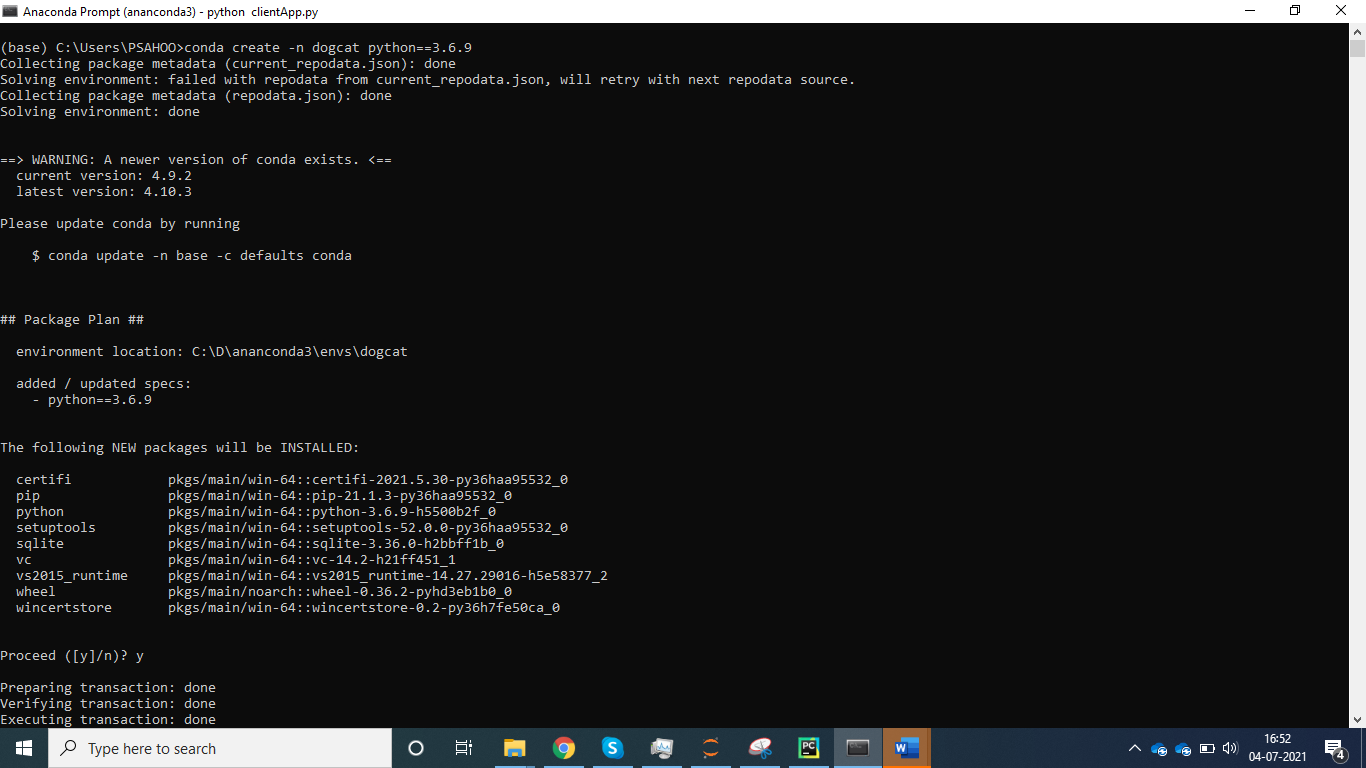 Anaconda Prompt (ananconda3) - python  clientApp.py
(base) C:\Users\PSAHOO>conda create -n dogcat python==3.6.9
Collecting package metadata (current_repodata.json): done
Solving environment: failed with repodata from current_repodata.json, will retry with next repodata source.
Collecting package metadata (repodata.json): done
Solving environment: done
==> WARNING: A newer version of conda exists. <==
  current version: 4.9.2
  latest version: 4.10.3
Please update conda by running
    $ conda update -n base -c defaults conda
## Package Plan ##
  environment location: C:\D\ananconda3\envs\dogcat
  added / updated specs:
    - python==3.6.9
The following NEW packages will be INSTALLED:
  certifi            pkgs/main/win-64::certifi-2021.5.30-py36haa95532_0
  pip                pkgs/main/win-64::pip-21.1.3-py36haa95532_0
  python             pkgs/main/win-64::python-3.6.9-h5500b2f_0
  setuptools         pkgs/main/win-64::setuptools-52.0.0-py36haa95532_0
  sqlite             pkgs/main/win-64::sqlite-3.36.0-h2bbff1b_0
  vc                 pkgs/main/win-64::vc-14.2-h21ff451_1
  vs2015_runtime     pkgs/main/win-64::vs2015_runtime-14.27.29016-h5e58377_2
  wheel              pkgs/main/noarch::wheel-0.36.2-pyhd3eb1b0_0
  wincertstore       pkgs/main/win-64::wincertstore-0.2-py36h7fe50ca_0
Proceed ([y]/n)? y
Preparing transaction: done
Verifying transaction: done
Executing transaction: done
Type here to search
S
PC
W
16:52
04-07-2021
4